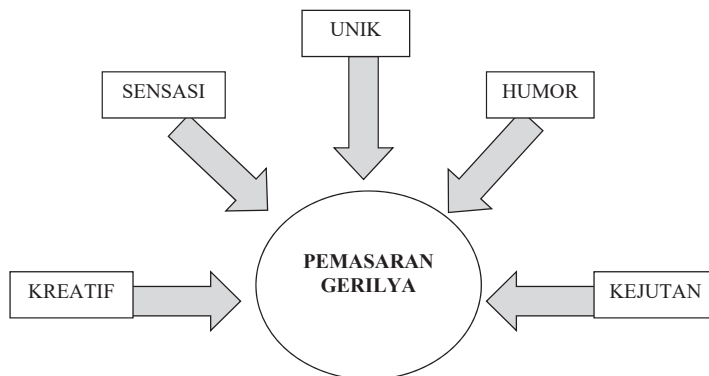 UNIK
SENSASI
HUMOR
PEMASARAN
GERILYA
KREATIF
KEJUTAN